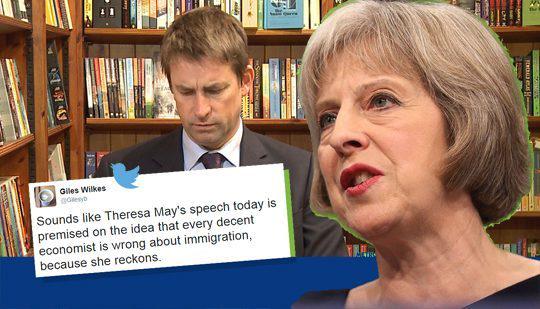 Giles Wilkes
@Gilesyb
Sounds like Theresa May's speech today is
premised on the idea that every decent
economist is wrong about immigration,
because she reckons.